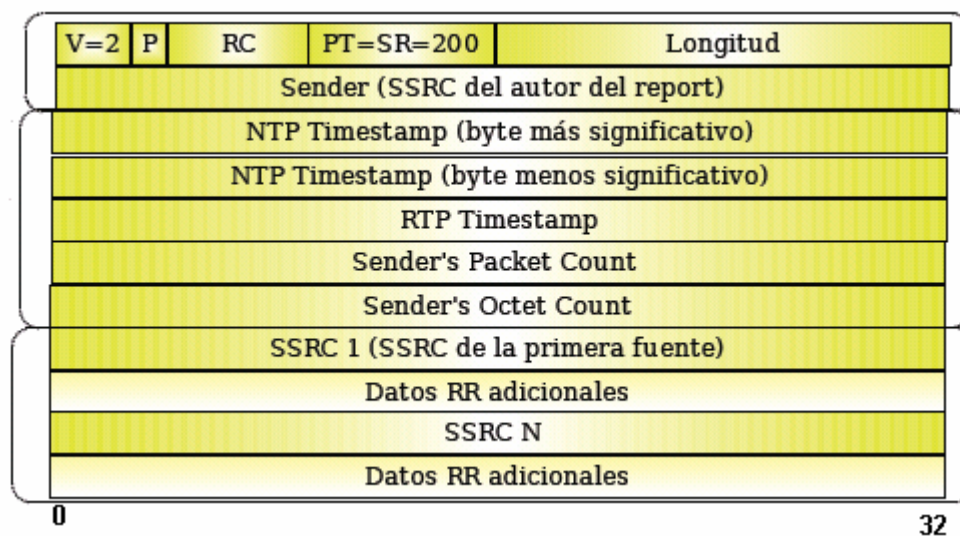 V=2 P RC PT=SR=200 Longitud
Sender (SSRC del autor del report)
NTP Timestamp (byte más significativo)
NTP Timestamp (byte menos significativo)
RTP Timestamp
Sender's Packet Count
Sender's Octet Count
SSRC 1 (SSRC de la primera fuente)
Datos RR adicionales
SSRC N
Datos RR adicionales
0 32